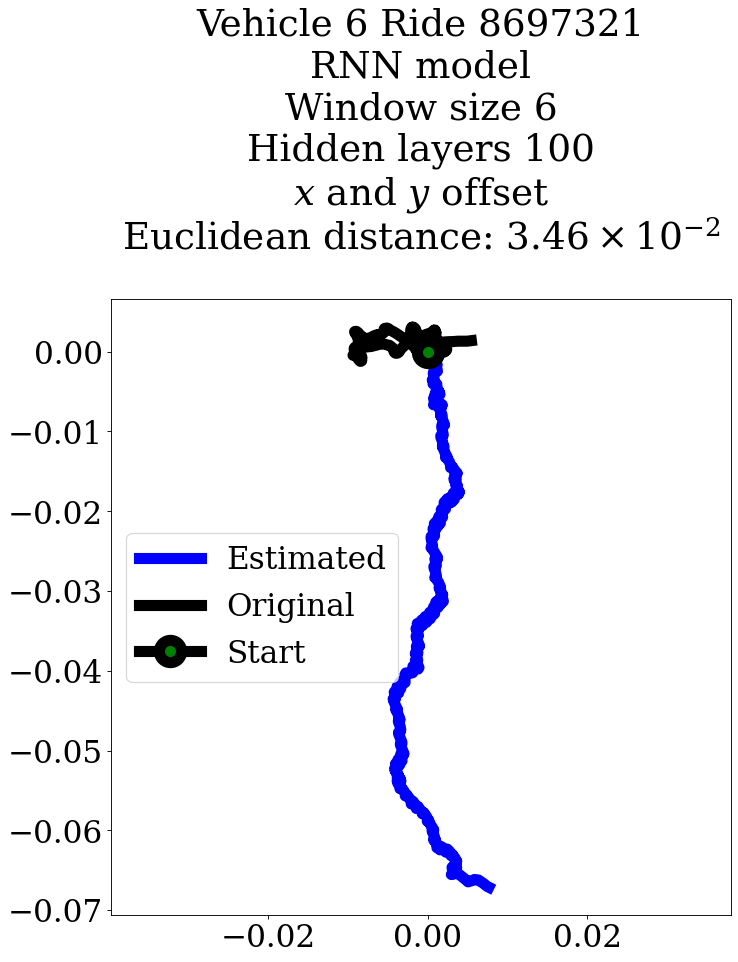 Vehicle 6 Ride 8697321
RNN model
Window size 6
Hidden layers 100
x and y offset
Euclidean distance: 3.46 × 10⁻²
0.00
−0.01
−0.02
−0.03
−0.04
−0.05
−0.06
−0.07
Estimated
Original
Start
−0.02 0.00 0.02